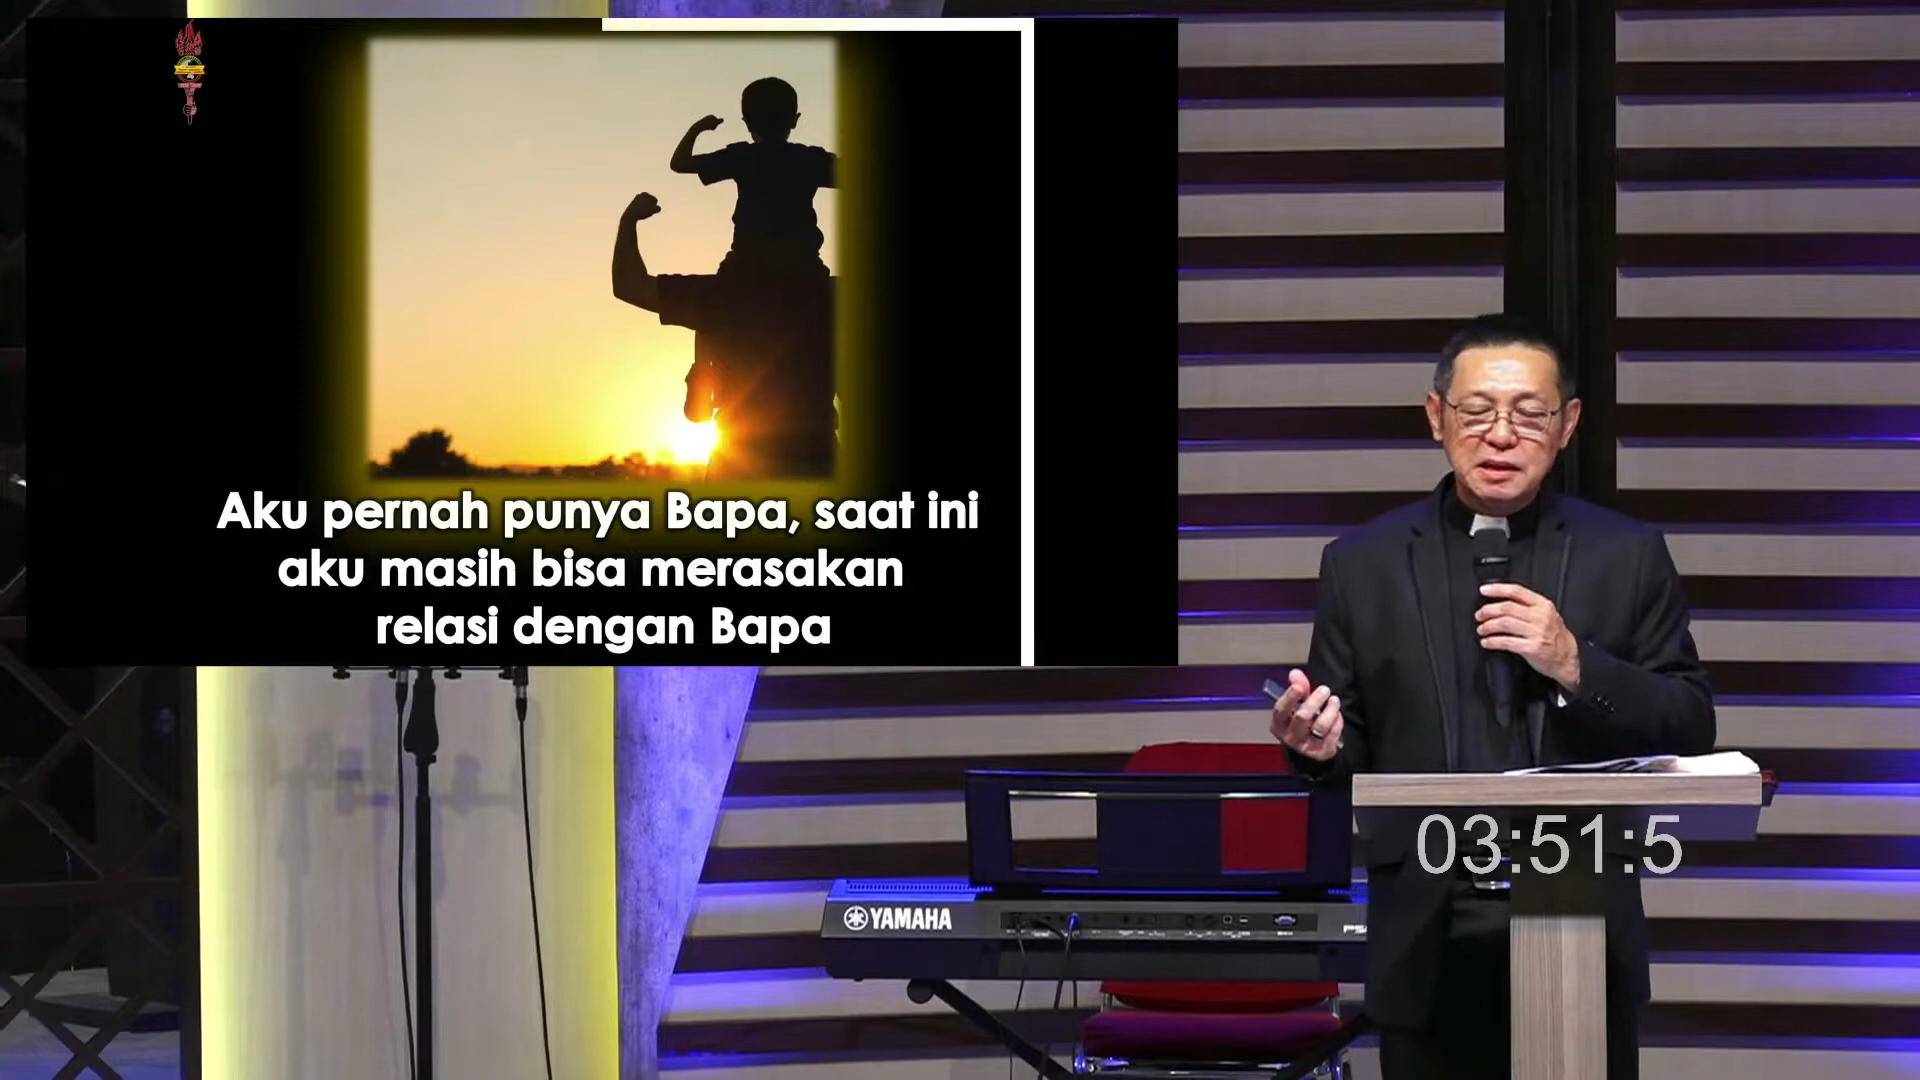 Aku pernah punya Bapa, saat ini
aku masih bisa merasakan
relasi dengan Bapa
03:51:5
YAMAHA